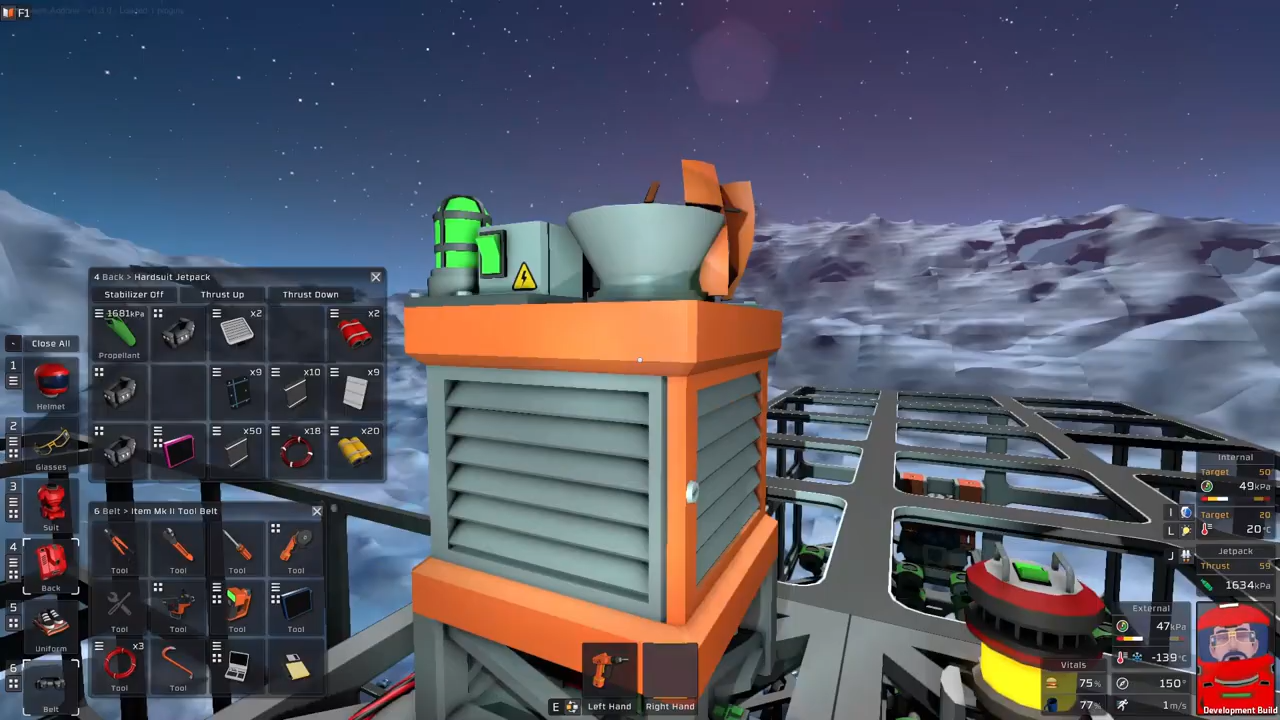 F1
4 Back > Hardsuit Jetpack
Stabilizer Off
Thrust Up
Thrust Down
1681kPa
x2
x2
Propellant
x9
x10
x9
x50
x18
x20
Close All
1
Helmet
2
Glasses
3
Suit
4
Back
5
Uniform
6
Belt
6 Belt > Item Mk II Tool Belt
Tool
Tool
Tool
Tool
Tool
Tool
Tool
Tool
x3
Tool
Tool
E
Left Hand
Right Hand
Internal
Target 50
49kPa
I
Target 20
L
20°C
J
Jetpack
Thrust 59
1634kPa
External
47kPa
-139°C
150°
1m/s
Vitals
75%
77%
Development Build